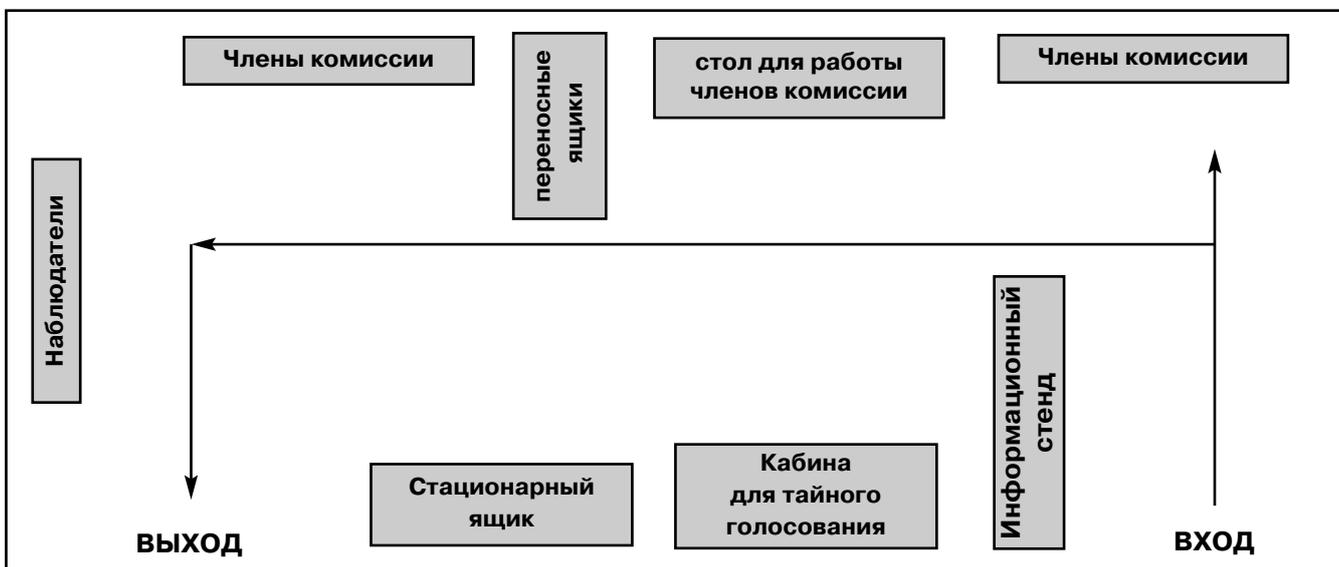 Члены комиссии
переносные
ящики
стол для работы
членов комиссии
Члены комиссии
Наблюдатели
Информационный
стенд
Стационарный
ящик
Кабина
для тайного
голосования
ВЫХОД
ВХОД